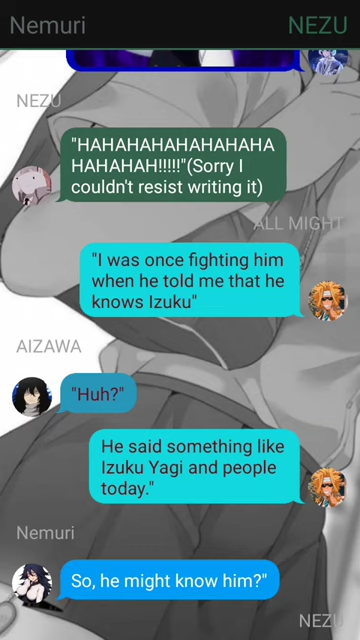 Nemuri NEZU
NEZU
"HAHAHAHAHAHAHAHA
HAHAHAH!!!!!"(Sorry I
couldn't resist writing it)
ALL MIGHT
"I was once fighting him
when he told me that he
knows Izuku"
AIZAWA
"Huh?"
He said something like
Izuku Yagi and people
today."
Nemuri
So, he might know him?"
NEZU